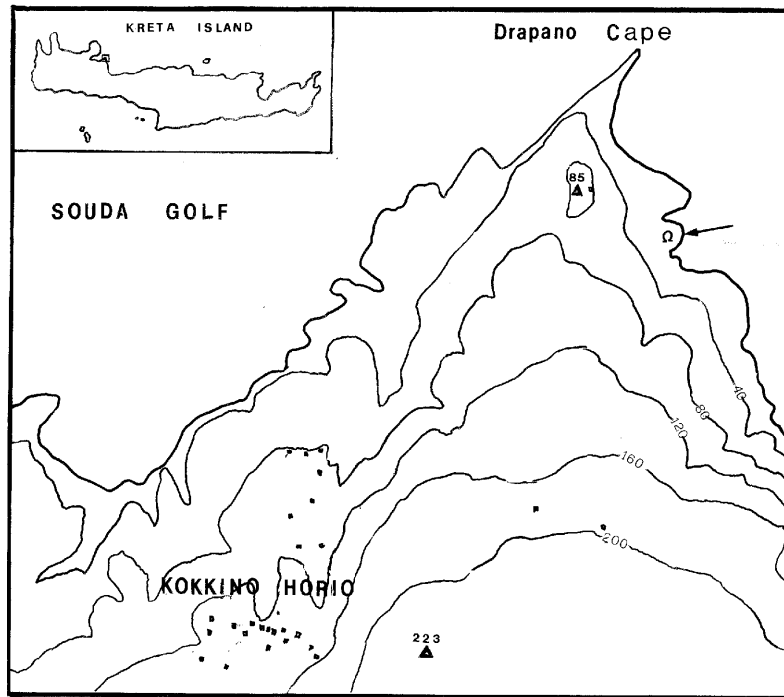 KRETA ISLAND
Drapano Cape
85
SOUDA GOLF
Ω
40
80
120
160
200
KOKKINO HORIO
223